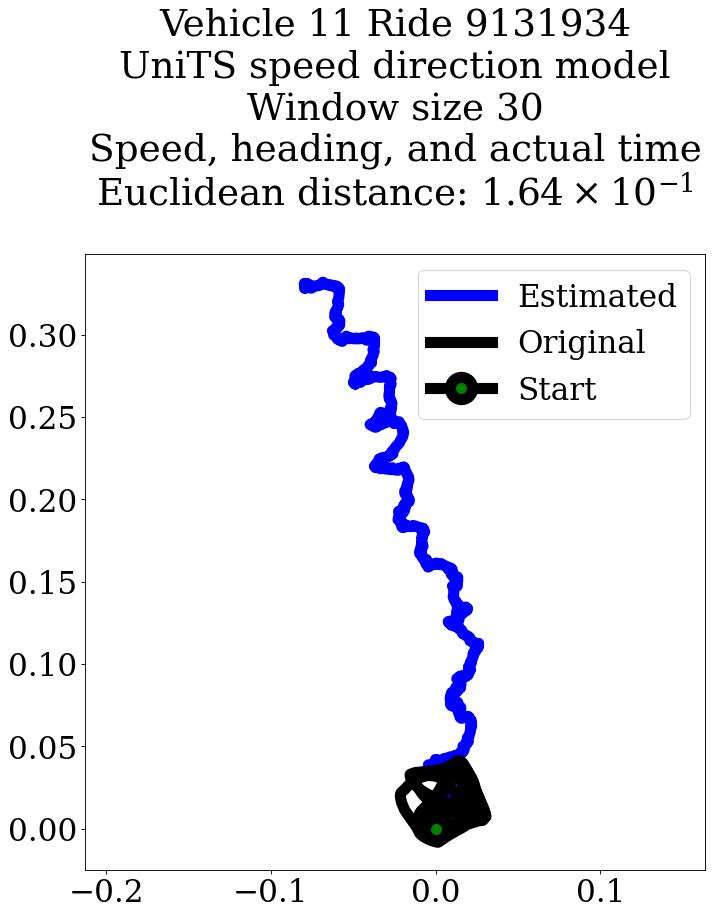 Vehicle 11 Ride 9131934
UniTS speed direction model
Window size 30
Speed, heading, and actual time
Euclidean distance: 1.64 × 10⁻¹
Estimated
Original
Start
0.30
0.25
0.20
0.15
0.10
0.05
0.00
−0.2 −0.1 0.0 0.1